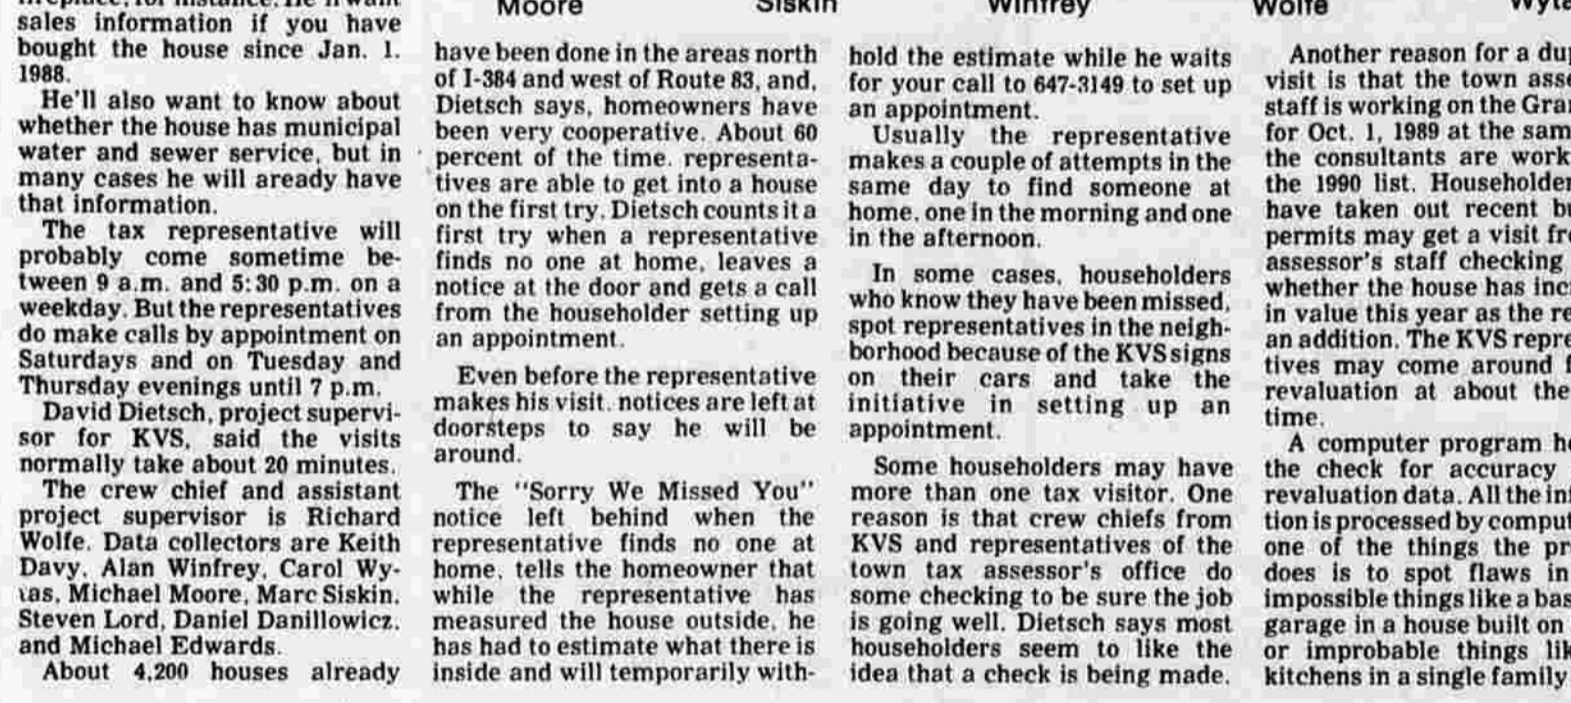 Moore Siskin Winfrey Wolfe
sales information if you have
bought the house since Jan. 1.
1988.
He'll also want to know about
whether the house has municipal
water and sewer service, but in
many cases he will aready have
that information.
The tax representative will
probably come sometime be-
tween 9 a.m. and 5:30 p.m. on a
weekday. But the representatives
do make calls by appointment on
Saturdays and on Tuesday and
Thursday evenings until 7 p.m.
David Dietsch, project supervi-
sor for KVS, said the visits
normally take about 20 minutes.
The crew chief and assistant
project supervisor is Richard
Wolfe. Data collectors are Keith
Davy, Alan Winfrey, Carol Wy-
tas, Michael Moore, Marc Siskin,
Steven Lord, Daniel Danillowicz,
and Michael Edwards.
About 4,200 houses already
have been done in the areas north
of I-384 and west of Route 83, and,
Dietsch says, homeowners have
been very cooperative. About 60
percent of the time, representa-
tives are able to get into a house
on the first try. Dietsch counts it a
first try when a representative
finds no one at home, leaves a
notice at the door and gets a call
from the householder setting up
an appointment.
Even before the representative
makes his visit, notices are left at
doorsteps to say he will be
around.
The "Sorry We Missed You"
notice left behind when the
representative finds no one at
home, tells the homeowner that
while the representative has
measured the house outside, he
has had to estimate what there is
inside and will temporarily with-
hold the estimate while he waits
for your call to 647-3149 to set up
an appointment.
Usually the representative
makes a couple of attempts in the
same day to find someone at
home, one in the morning and one
in the afternoon.
In some cases, householders
who know they have been missed,
spot representatives in the neigh-
borhood because of the KVS signs
on their cars and take the
initiative in setting up an
appointment.
Some householders may have
more than one tax visitor. One
reason is that crew chiefs from
KVS and representatives of the
town tax assessor's office do
some checking to be sure the job
is going well. Dietsch says most
householders seem to like the
idea that a check is being made.
Another reason for a
visit is that the town
staff is working on the
for Oct. 1, 1989 at the
the consultants are
the 1990 list.
have taken out recent
permits may get a visit
assessor's staff checking
whether the house has
in value this year as the
an addition. The KVS
tives may come around
revaluation at about the
time.
A computer program
the check for accuracy
revaluation data. All the
tion is processed by
one of the things the
does is to spot flaws in
impossible things like a
garage in a house built on
or improbable things
kitchens in a single family